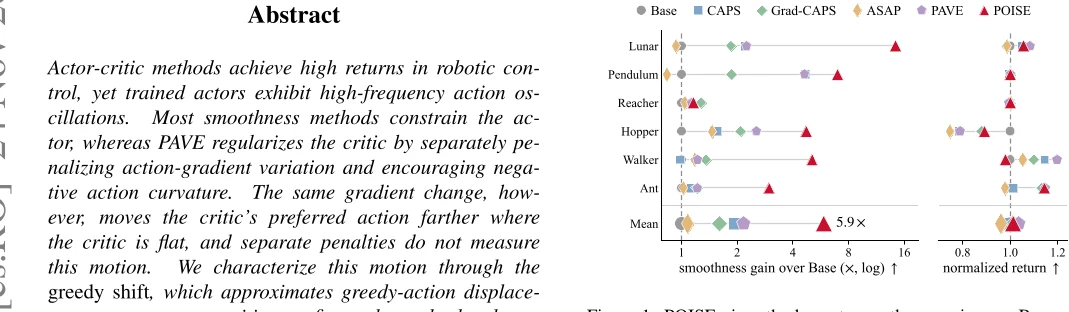 Abstract
Actor-critic methods achieve high returns in robotic con-
trol, yet trained actors exhibit high-frequency action os-
cillations. Most smoothness methods constrain the ac-
tor, whereas PAVE regularizes the critic by separately pe-
nalizing action-gradient variation and encouraging nega-
tive action curvature. The same gradient change, how-
ever, moves the critic's preferred action farther where
the critic is flat, and separate penalties do not measure
this motion. We characterize this motion through the
greedy shift, which approximates greedy-action displace-
Base CAPS Grad-CAPS ASAP PAVE POISE
Lunar
Pendulum
Reacher
Hopper
Walker
Ant
Mean
5.9×
1 2 4 8 16
smoothness gain over Base (×, log) ↑
0.8 1.0 1.2
normalized return ↑